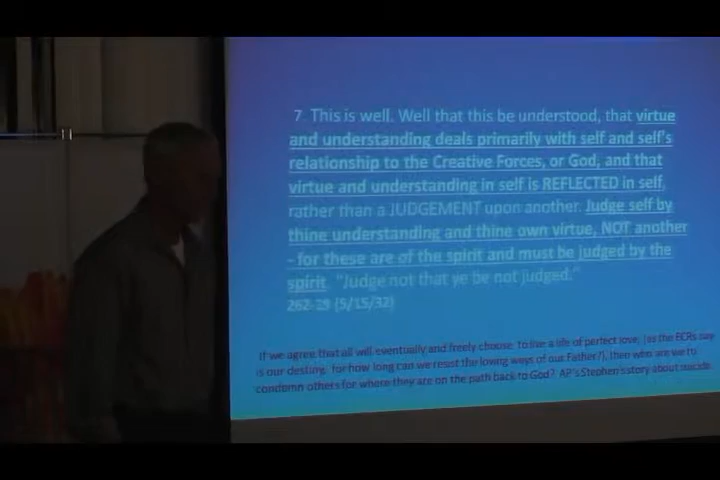 7 This is well. Well that this be understood, that virtue
and understanding deals primarily with self and self's
relationship to the Creative Forces, or God, and that
virtue and understanding in self is REFLECTED in self,
rather than a JUDGEMENT upon another. Judge self by
thine understanding and thine own virtue, NOT another
- for these are of the spirit and must be judged by the
spirit. "Judge not that ye be not judged."
262-19 (5/15/32)
If we agree that all will eventually and freely choose to live a life of perfect love, (as the ECRs say
is our destiny, for how long can we resist the loving ways of our Father?), then who are we to
condemn others for where they are on the path back to God? AP's Stephen's story about suicide